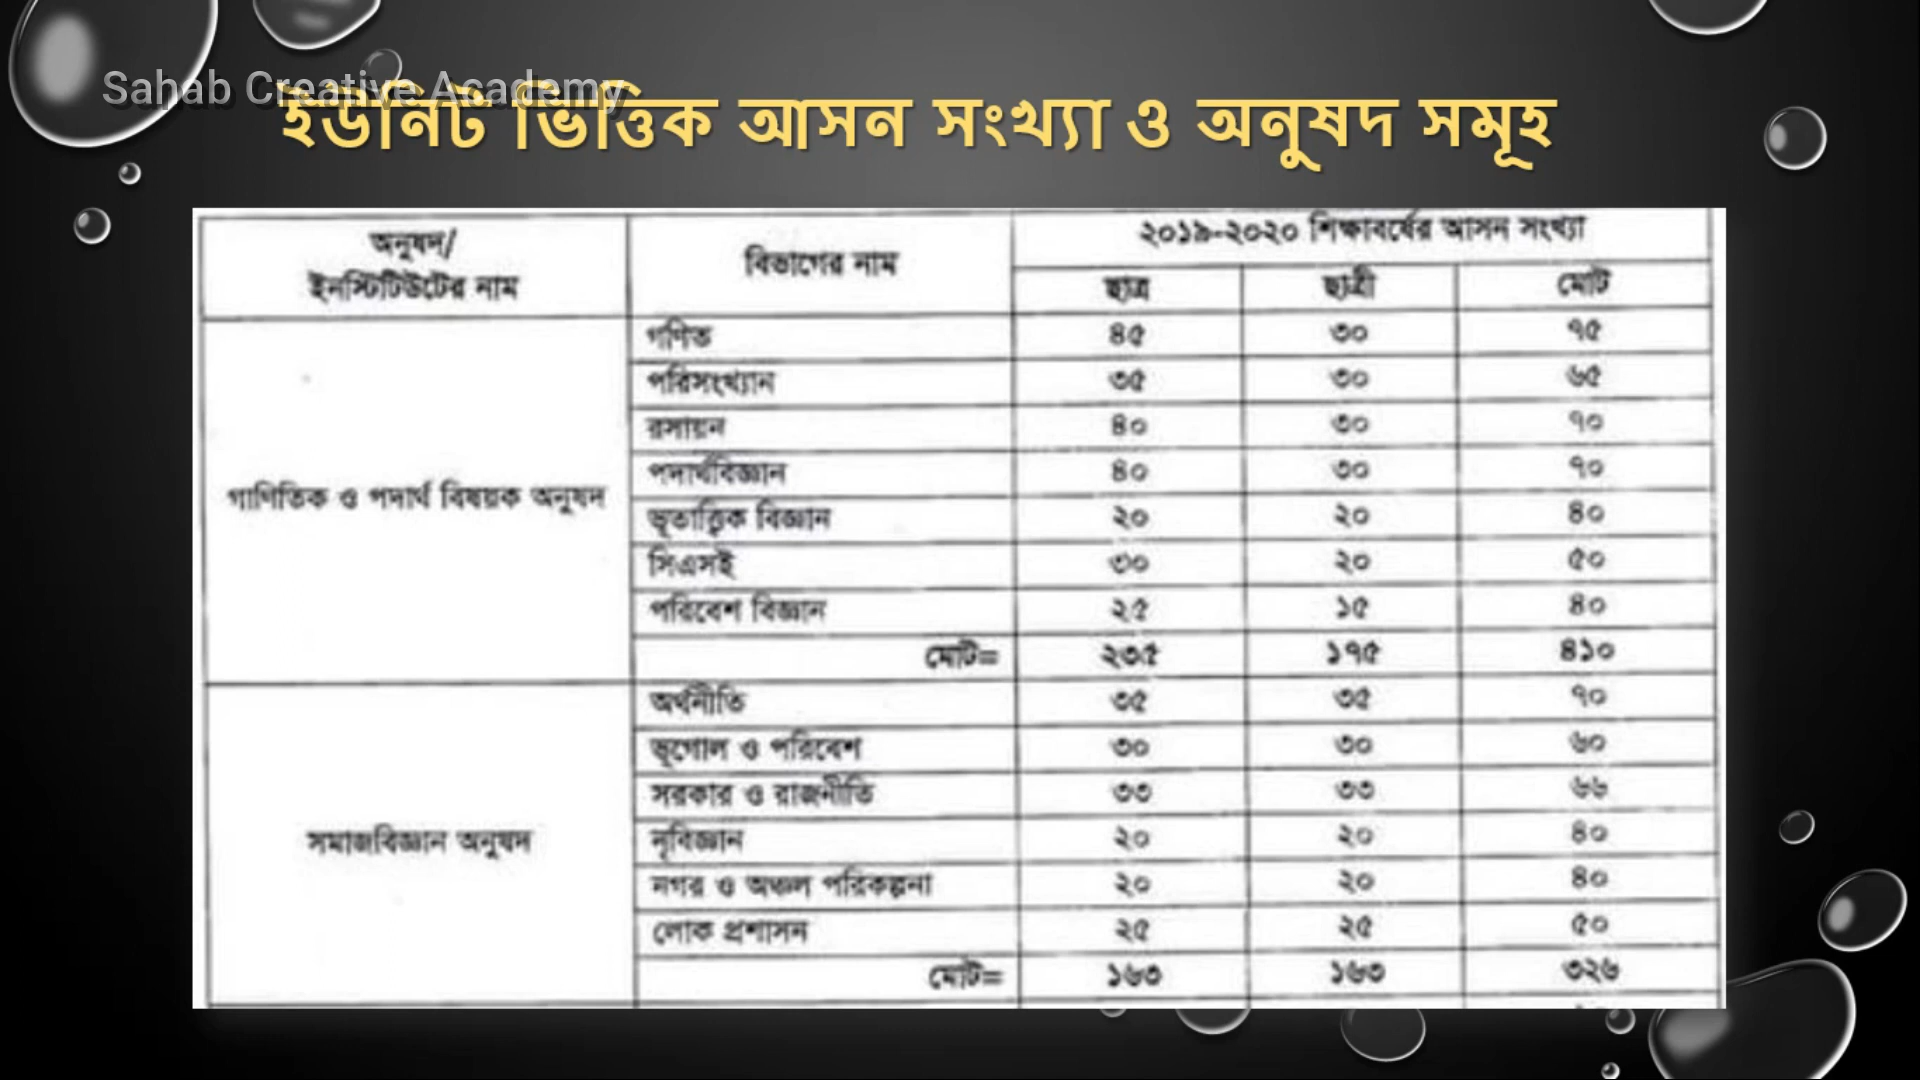 Sahab Creative Academy
ইউনিট ভিত্তিক আসন সংখ্যা ও অনুষদ সমূহ
অনুষদ/
ইনস্টিটিউটের নাম
বিভাগের নাম
২০১৯-২০২০ শিক্ষাবর্ষের আসন সংখ্যা
ছাত্র ছাত্রী মোট
গাণিতিক ও পদার্থ বিষয়ক অনুষদ
গণিত ৪৫ ৩০ ৭৫
পরিসংখ্যান ৩৫ ৩০ ৬৫
রসায়ন ৪০ ৩০ ৭০
পদার্থবিজ্ঞান ৪০ ৩০ ৭০
ভূতাত্ত্বিক বিজ্ঞান ২০ ২০ ৪০
সিএসই ৩০ ২০ ৫০
পরিবেশ বিজ্ঞান ২৫ ১৫ ৪০
মোট= ২৩৫ ১৭৫ ৪১০
সমাজবিজ্ঞান অনুষদ
অর্থনীতি ৩৫ ৩৫ ৭০
ভূগোল ও পরিবেশ ৩০ ৩০ ৬০
সরকার ও রাজনীতি ৩৩ ৩৩ ৬৬
নৃবিজ্ঞান ২০ ২০ ৪০
নগর ও অঞ্চল পরিকল্পনা ২০ ২০ ৪০
লোক প্রশাসন ২৫ ২৫ ৫০
মোট= ১৬৩ ১৬৩ ৩২৬